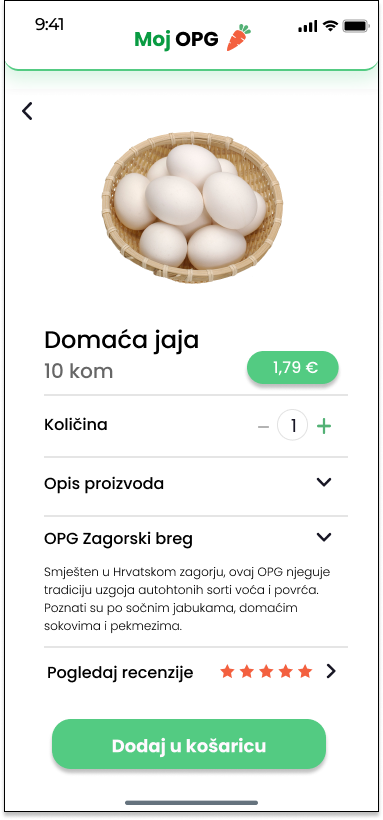 9:41
Moj OPG
Domaća jaja
10 kom
1,79 €
Količina
– 1 +
Opis proizvoda
OPG Zagorski breg
Smješten u Hrvatskom zagorju, ovaj OPG njeguje
tradiciju uzgoja autohtonih sorti voća i povrća.
Poznati su po sočnim jabukama, domaćim
sokovima i pekmezima.
Pogledaj recenzije
Dodaj u košaricu